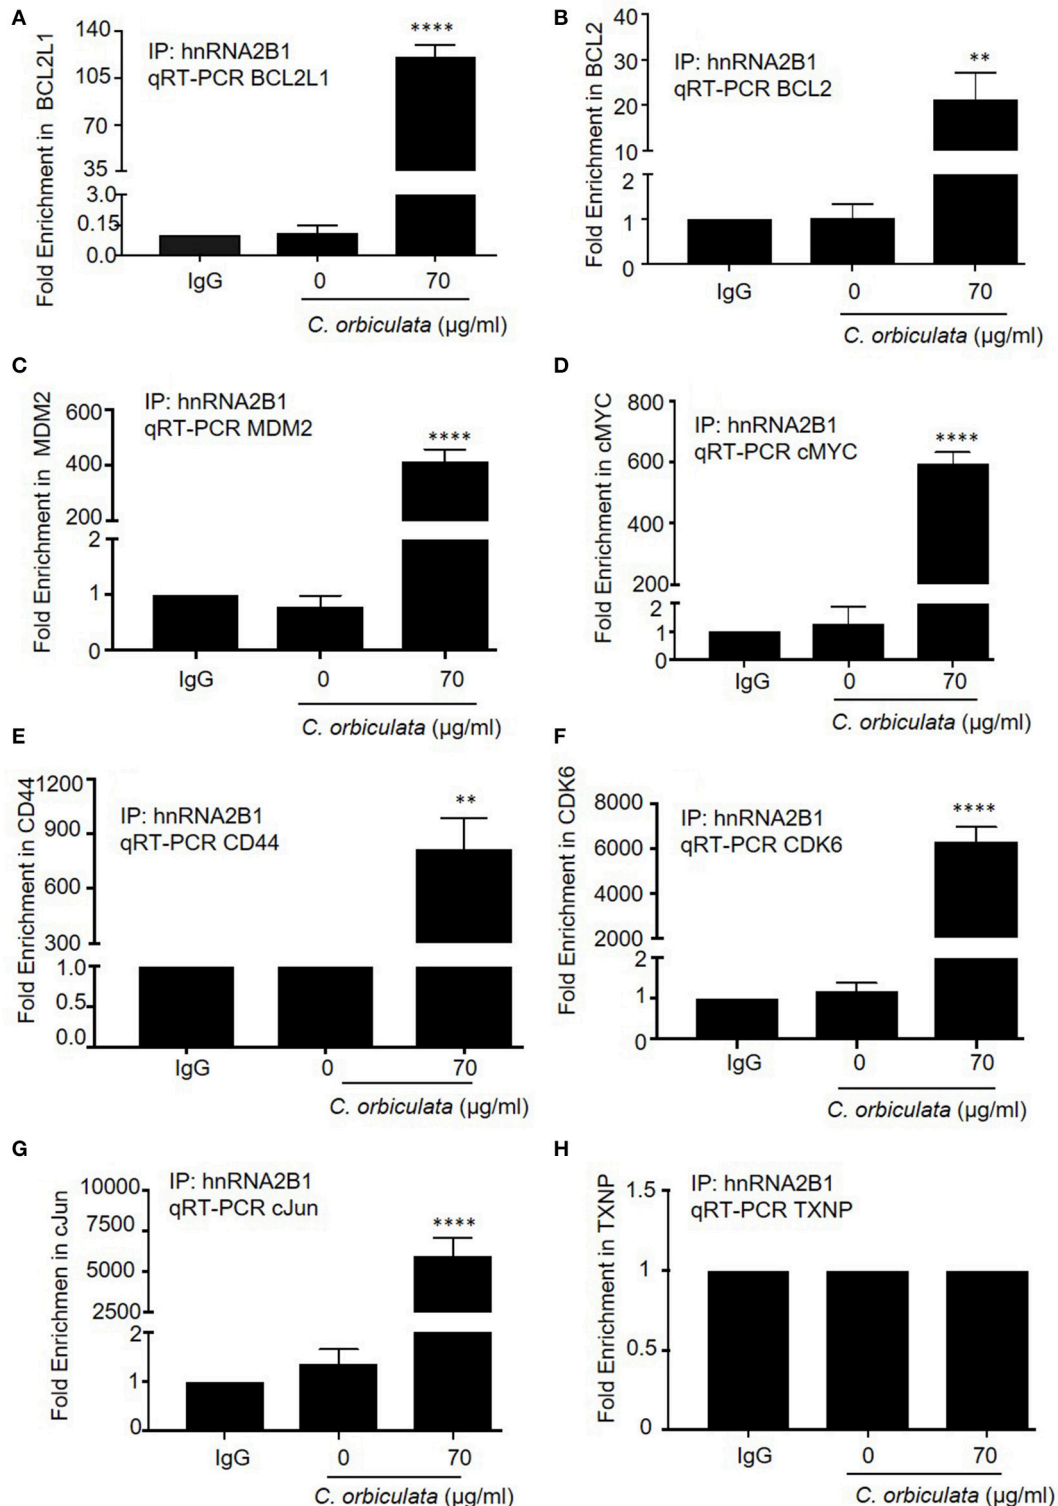 A
Fold Enrichment in BCL2L1
140
105
70
35
3.0
0.15
0.0
IP: hnRNA2B1
qRT-PCR BCL2L1
****
IgG 0 70
C. orbiculata (µg/ml)
B
Fold Enrichment in BCL2
40
30
20
10
2
1
0
IP: hnRNA2B1
qRT-PCR BCL2
**
IgG 0 70
C. orbiculata (µg/ml)
C
Fold Enrichment in MDM2
600
400
200
2
1
0
IP: hnRNA2B1
qRT-PCR MDM2
****
IgG 0 70
C. orbiculata (µg/ml)
D
Fold Enrichment in cMYC
800
600
400
200
2
1
0
IP: hnRNA2B1
qRT-PCR cMYC
****
IgG 0 70
C. orbiculata (µg/ml)
E
Fold Enrichment in CD44
1200
900
600
300
1.0
0.5
0.0
IP: hnRNA2B1
qRT-PCR CD44
**
IgG 0 70
C. orbiculata (µg/ml)
F
Fold Enrichment in CDK6
8000
6000
4000
2000
2
1
0
IP: hnRNA2B1
qRT-PCR CDK6
****
IgG 0 70
C. orbiculata (µg/ml)
G
Fold Enrichmen in cJun
10000
7500
5000
2500
2
1
0
IP: hnRNA2B1
qRT-PCR cJun
****
IgG 0 70
C. orbiculata (µg/ml)
H
Fold Enrichment in TXNP
1.5
1
0.5
0
IP: hnRNA2B1
qRT-PCR TXNP
IgG 0 70
C. orbiculata (µg/ml)